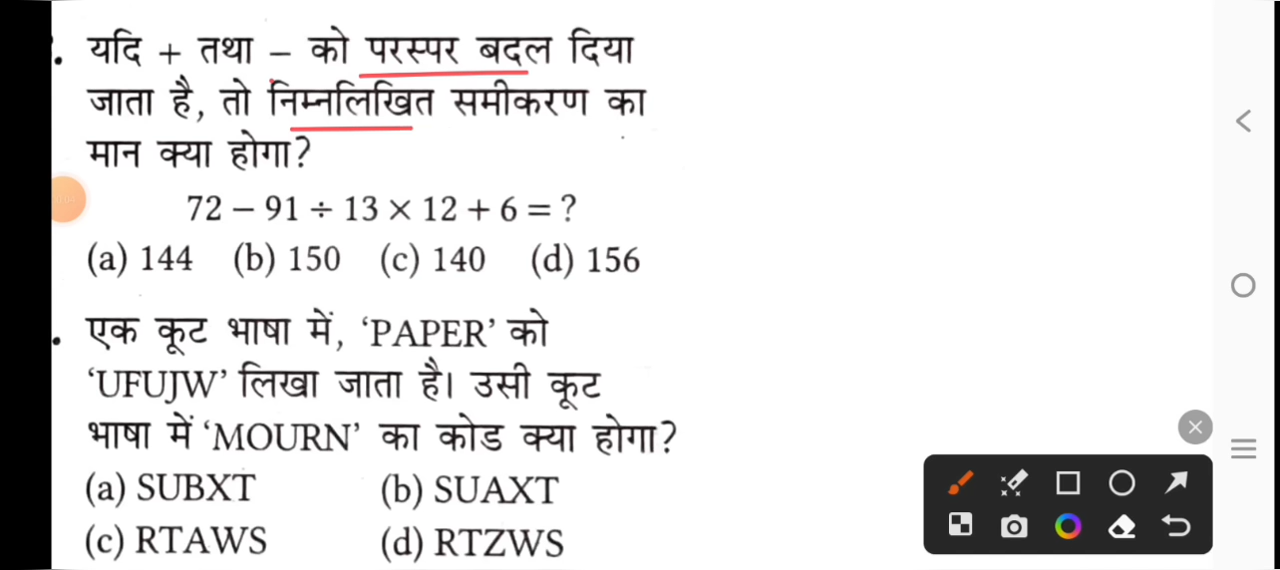 . यदि + तथा – को परस्पर बदल दिया
जाता है, तो निम्नलिखित समीकरण का
मान क्या होगा?
72 – 91 ÷ 13 × 12 + 6 = ?
(a) 144 (b) 150 (c) 140 (d) 156
. एक कूट भाषा में, ‘PAPER’ को
‘UFUJW’ लिखा जाता है। उसी कूट
भाषा में ‘MOURN’ का कोड क्या होगा?
(a) SUBXT (b) SUAXT
(c) RTAWS (d) RTZWS